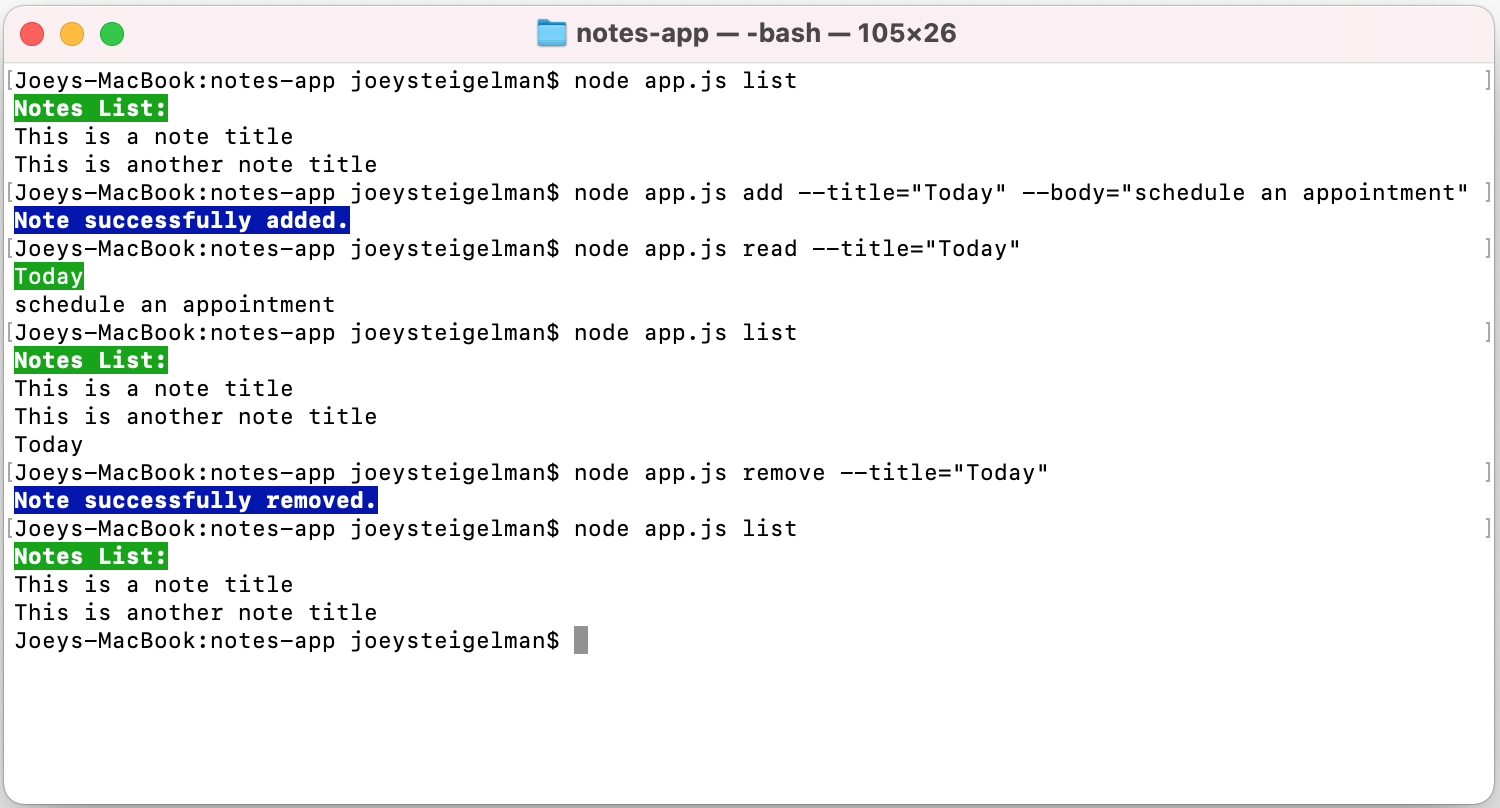 notes-app — -bash — 105×26
[Joeys-MacBook:notes-app joeysteigelman$ node app.js list ]
Notes List:
This is a note title
This is another note title
[Joeys-MacBook:notes-app joeysteigelman$ node app.js add --title="Today" --body="schedule an appointment" ]
Note successfully added.
[Joeys-MacBook:notes-app joeysteigelman$ node app.js read --title="Today" ]
Today
schedule an appointment
[Joeys-MacBook:notes-app joeysteigelman$ node app.js list ]
Notes List:
This is a note title
This is another note title
Today
[Joeys-MacBook:notes-app joeysteigelman$ node app.js remove --title="Today" ]
Note successfully removed.
[Joeys-MacBook:notes-app joeysteigelman$ node app.js list ]
Notes List:
This is a note title
This is another note title
Joeys-MacBook:notes-app joeysteigelman$